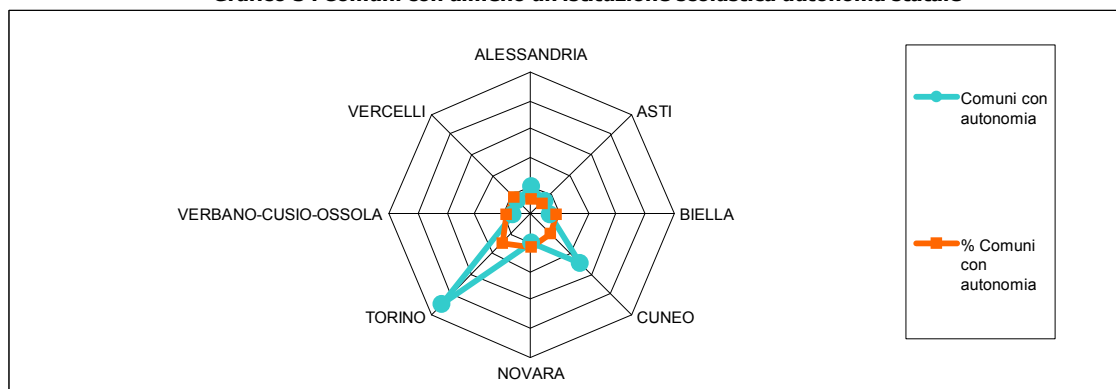 ALESSANDRIA
VERCELLI
ASTI
VERBANO-CUSIO-OSSOLA
BIELLA
TORINO
CUNEO
NOVARA
Comuni con
autonomia
% Comuni
con
autonomia